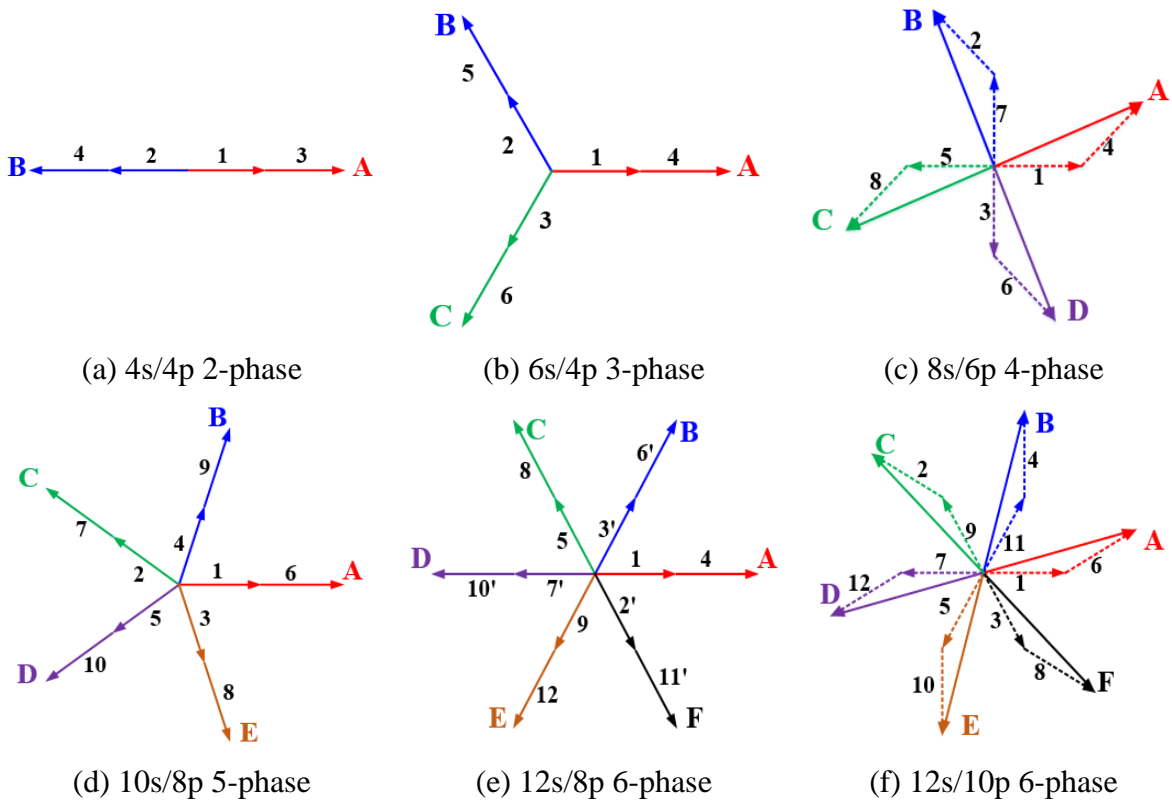 B 4 2 1 3 A
(a) 4s/4p 2-phase
B 5 2 1 4 A 3 6 C
(b) 6s/4p 3-phase
B 2 7 A 4 1 5 8 3 C 6 D
(c) 8s/6p 4-phase
B 9 C 7 4 2 1 6 A 5 3 10 D 8 E
(d) 10s/8p 5-phase
C B 8 6' 5 3' 1 4 A D 10' 7' 9 2' 12 11' E F
(e) 12s/8p 6-phase
B 4 C 2 9 11 A 6 1 7 12 D 5 3 10 8 F E
(f) 12s/10p 6-phase